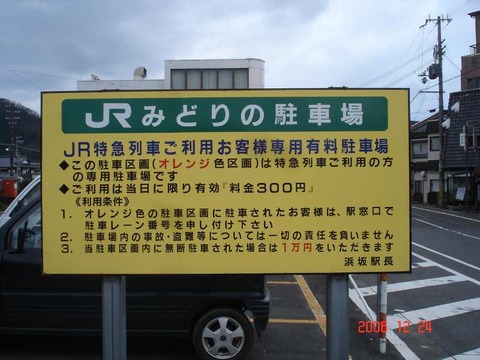 JR みどりの駐車場
JR特急列車ご利用お客様専用有料駐車場
◆この駐車区画(オレンジ色区画)は特急列車ご利用の方
の専用駐車場です
◆ご利用は当日に限り有効『料金300円』
《利用条件》
1. オレンジ色の駐車区画に駐車されたお客様は、駅窓口で
駐車レーン番号を申し付け下さい
2. 駐車場内の事故・盗難等については一切の責任を負いません
3. 当駐車区画内に無断駐車された場合は1万円をいただきます
浜坂駅長
2008 12 24